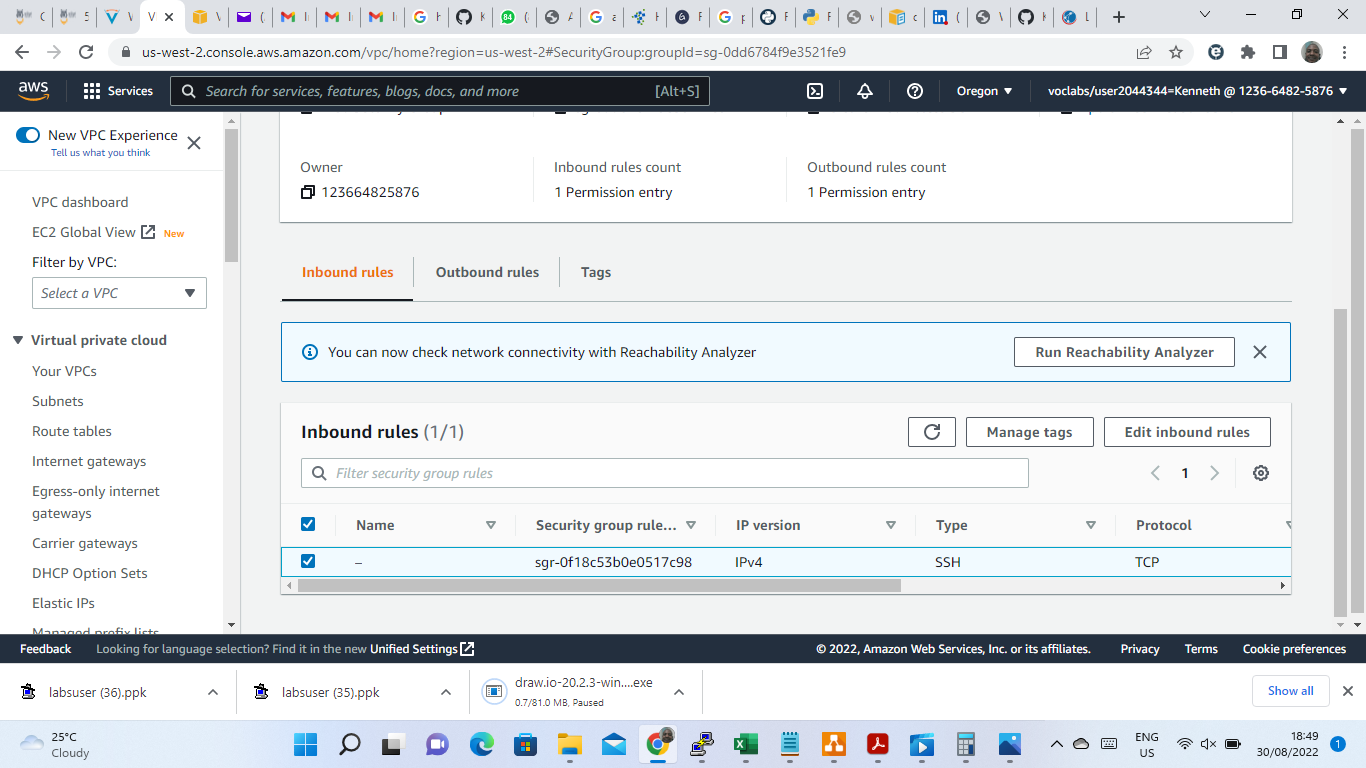 us-west-2.console.aws.amazon.com/vpc/home?region=us-west-2#SecurityGroup:groupId=sg-0dd6784f9e3521fe9
aws
Services
Search for services, features, blogs, docs, and more
[Alt+S]
Oregon
voclabs/user2044344=Kenneth @ 1236-6482-5876
New VPC Experience
Tell us what you think
VPC dashboard
EC2 Global View
New
Filter by VPC:
Select a VPC
Virtual private cloud
Your VPCs
Subnets
Route tables
Internet gateways
Egress-only internet
gateways
Carrier gateways
DHCP Option Sets
Elastic IPs
Managed prefix lists
Owner
123664825876
Inbound rules count
1 Permission entry
Outbound rules count
1 Permission entry
Inbound rules
Outbound rules
Tags
You can now check network connectivity with Reachability Analyzer
Run Reachability Analyzer
Inbound rules (1/1)
Manage tags
Edit inbound rules
Filter security group rules
1
Name
Security group rule...
IP version
Type
Protocol
–
sgr-0f18c53b0e0517c98
IPv4
SSH
TCP
Feedback
Looking for language selection? Find it in the new Unified Settings
© 2022, Amazon Web Services, Inc. or its affiliates.
Privacy
Terms
Cookie preferences
labsuser (36).ppk
labsuser (35).ppk
draw.io-20.2.3-win....exe
0.7/81.0 MB, Paused
Show all
25°C
Cloudy
ENG
US
18:49
30/08/2022
1